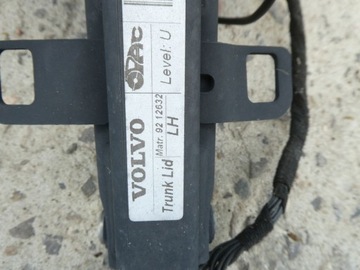 VOLVO
OPAC
Matr. 92 12632
Level: U
Trunk Lid
LH